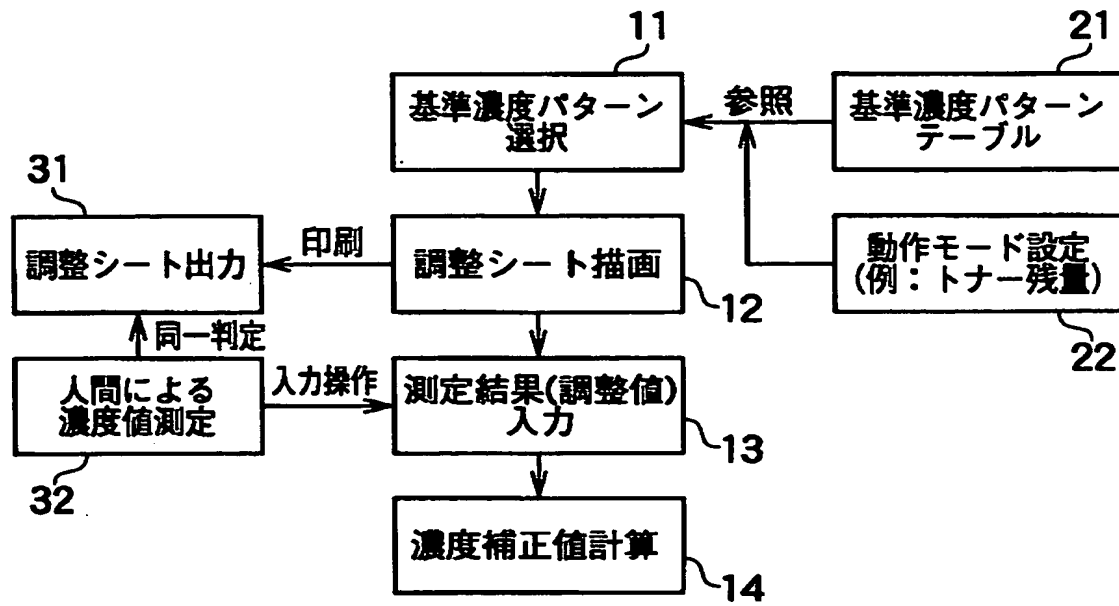 11
21
基準濃度パターン
選択
参照
基準濃度パターン
テーブル
31
調整シート出力
印刷
調整シート描画
12
動作モード設定
(例：トナー残量)
22
同一判定
人間による
濃度値測定
32
入力操作
測定結果(調整値)
入力
13
濃度補正値計算
14